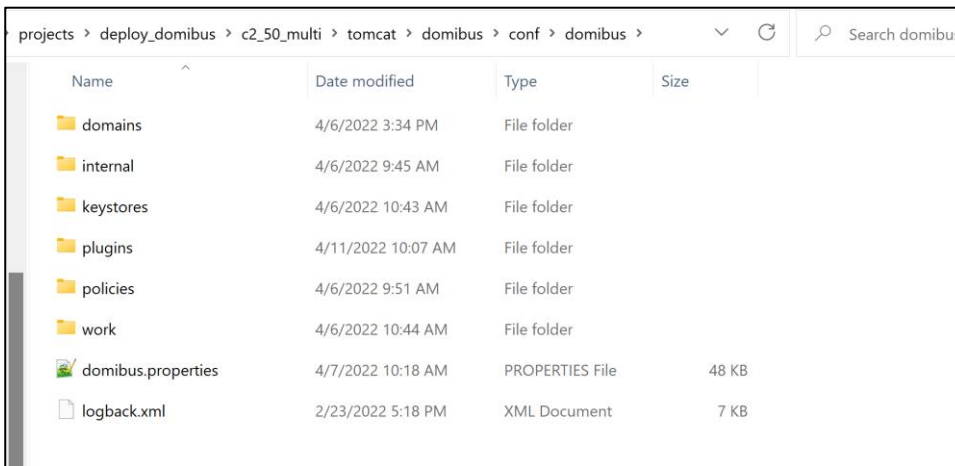 projects > deploy_domibus > c2_50_multi > tomcat > domibus > conf > domibus > Search domibus
Name Date modified Type Size
domains 4/6/2022 3:34 PM File folder
internal 4/6/2022 9:45 AM File folder
keystores 4/6/2022 10:43 AM File folder
plugins 4/11/2022 10:07 AM File folder
policies 4/6/2022 9:51 AM File folder
work 4/6/2022 10:44 AM File folder
domibus.properties 4/7/2022 10:18 AM PROPERTIES File 48 KB
logback.xml 2/23/2022 5:18 PM XML Document 7 KB